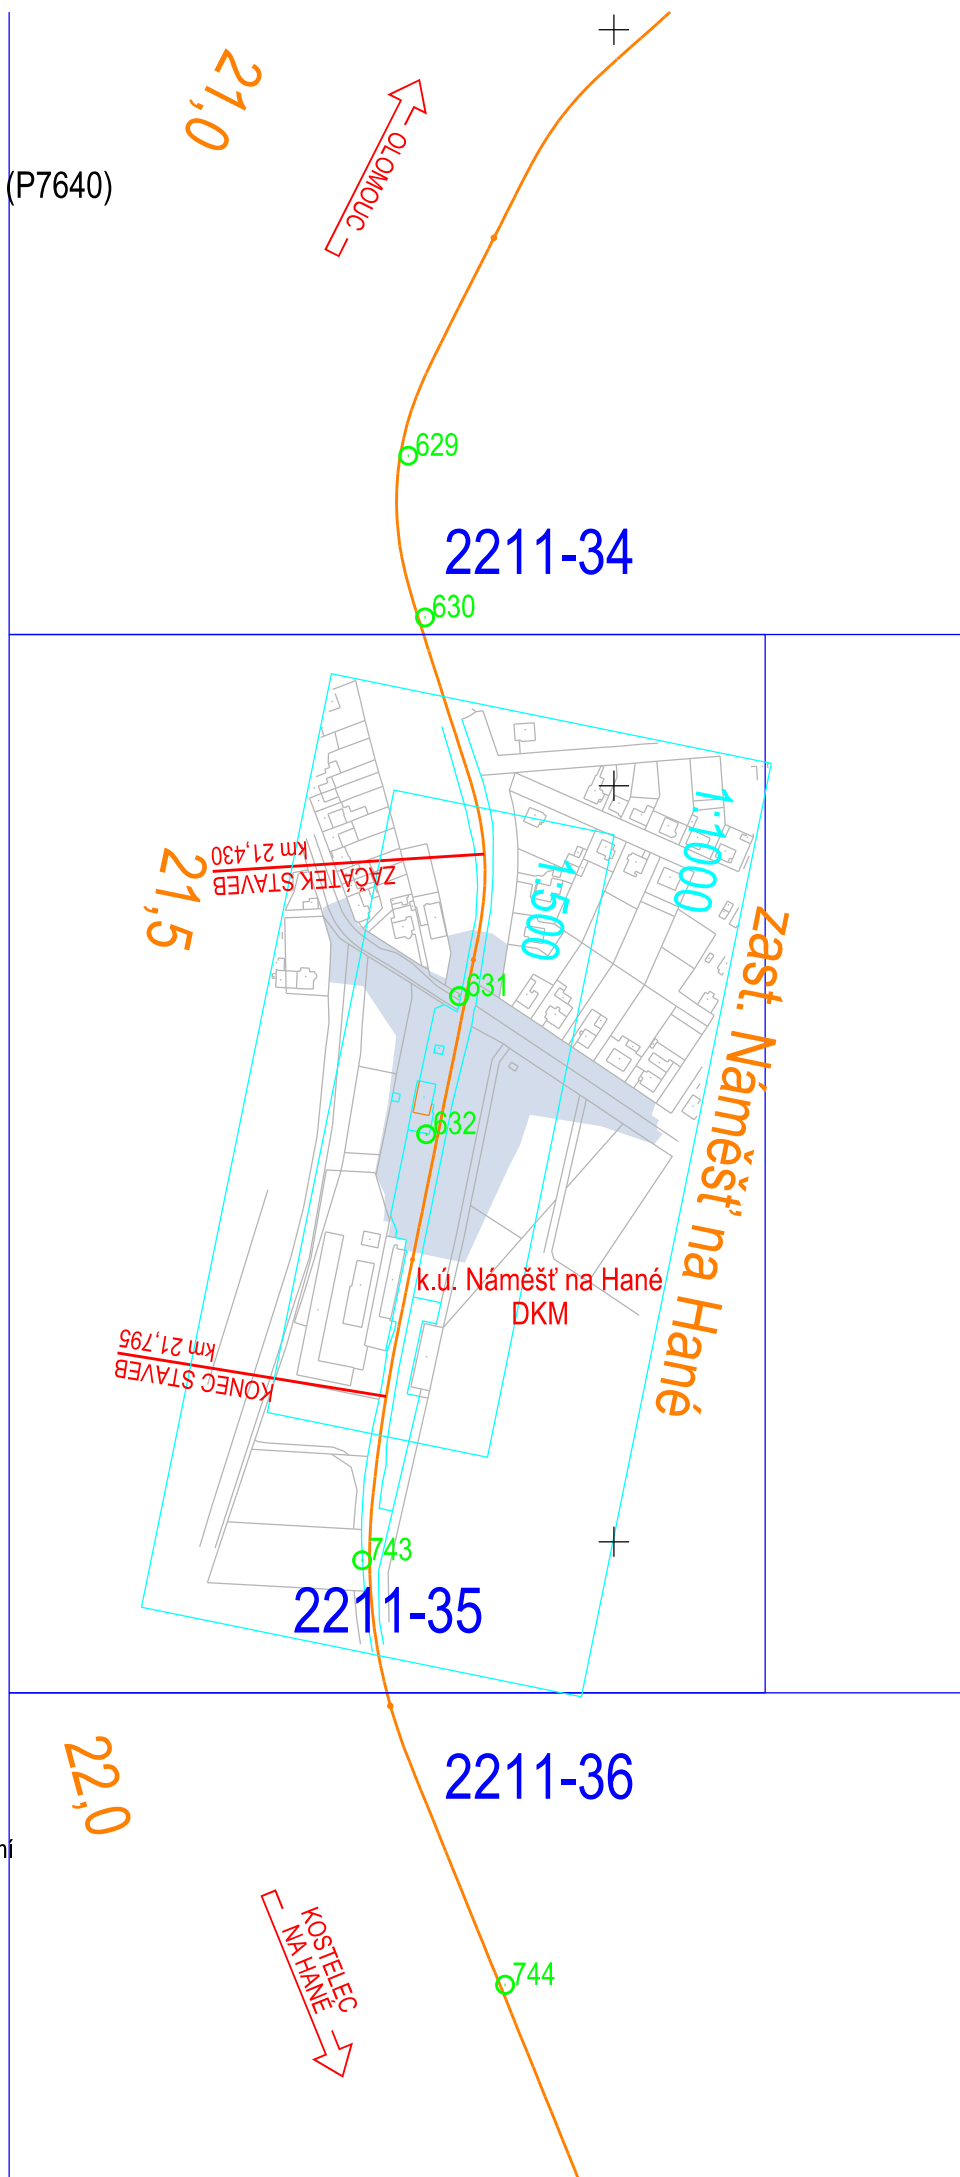 21,0
– OLOMOUC –
(P7640)
629
2211-34
630
1:1000
km 21,430
ZAČÁTEK STAVEB
1:500
21,5
zast. Náměšť na Hané
631
632
k.ú. Náměšť na Hané
DKM
km 21,795
KONEC STAVEB
743
2211-35
22,0
2211-36
ní
KOSTELEC
NA HANÉ
744